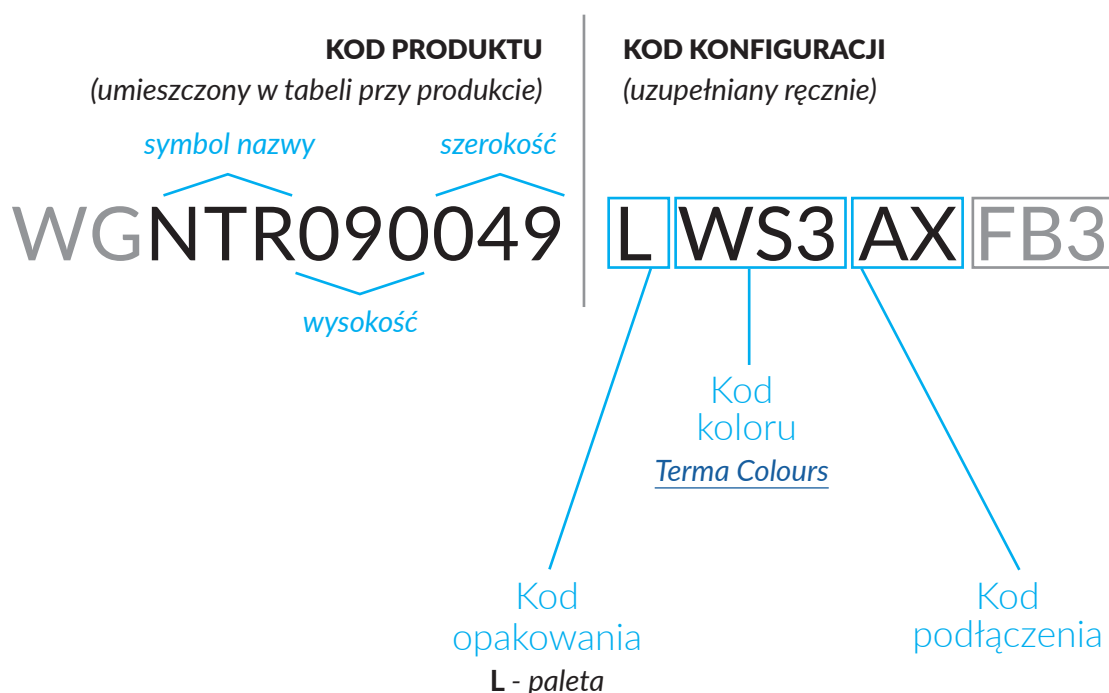 KOD PRODUKTU
(umieszczony w tabeli przy produkcie)
KOD KONFIGURACJI
(uzupełniany ręcznie)
symbol nazwy
szerokość
WGNTR090049 L WS3 AX FB3
wysokość
Kod
koloru
Terma Colours
Kod
opakowania
L - paleta
Kod
podłączenia